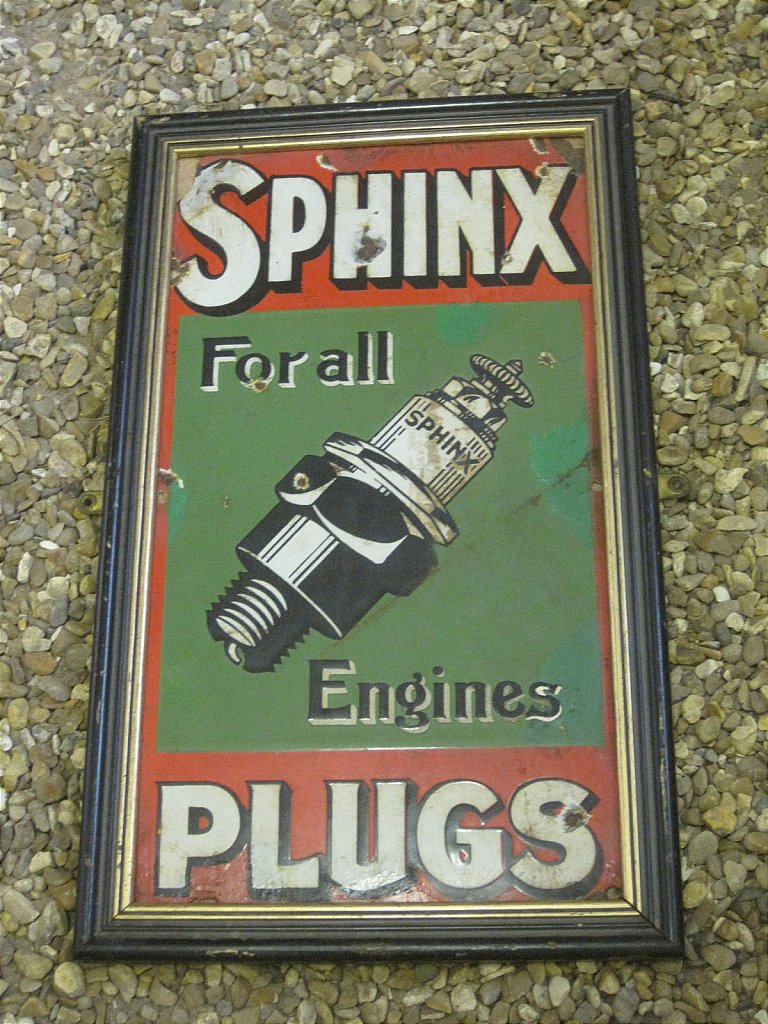 SPHINX
For all
SPHINX
Engines
PLUGS